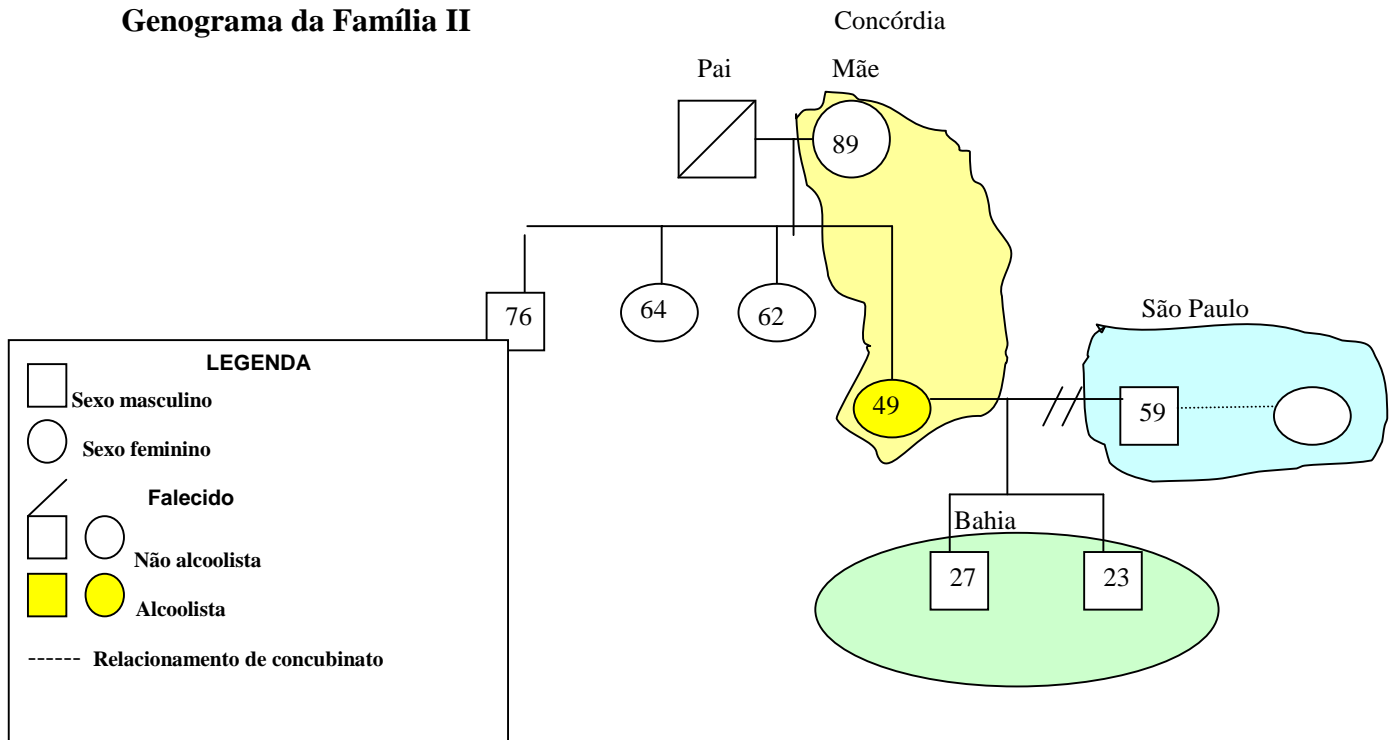 Genograma da Família II
Concórdia
Pai
Mãe
89
76
64
62
São Paulo
49
59
Bahia
27
23
LEGENDA
Sexo masculino
Sexo feminino
Falecido
Não alcoolista
Alcoolista
------ Relacionamento de concubinato